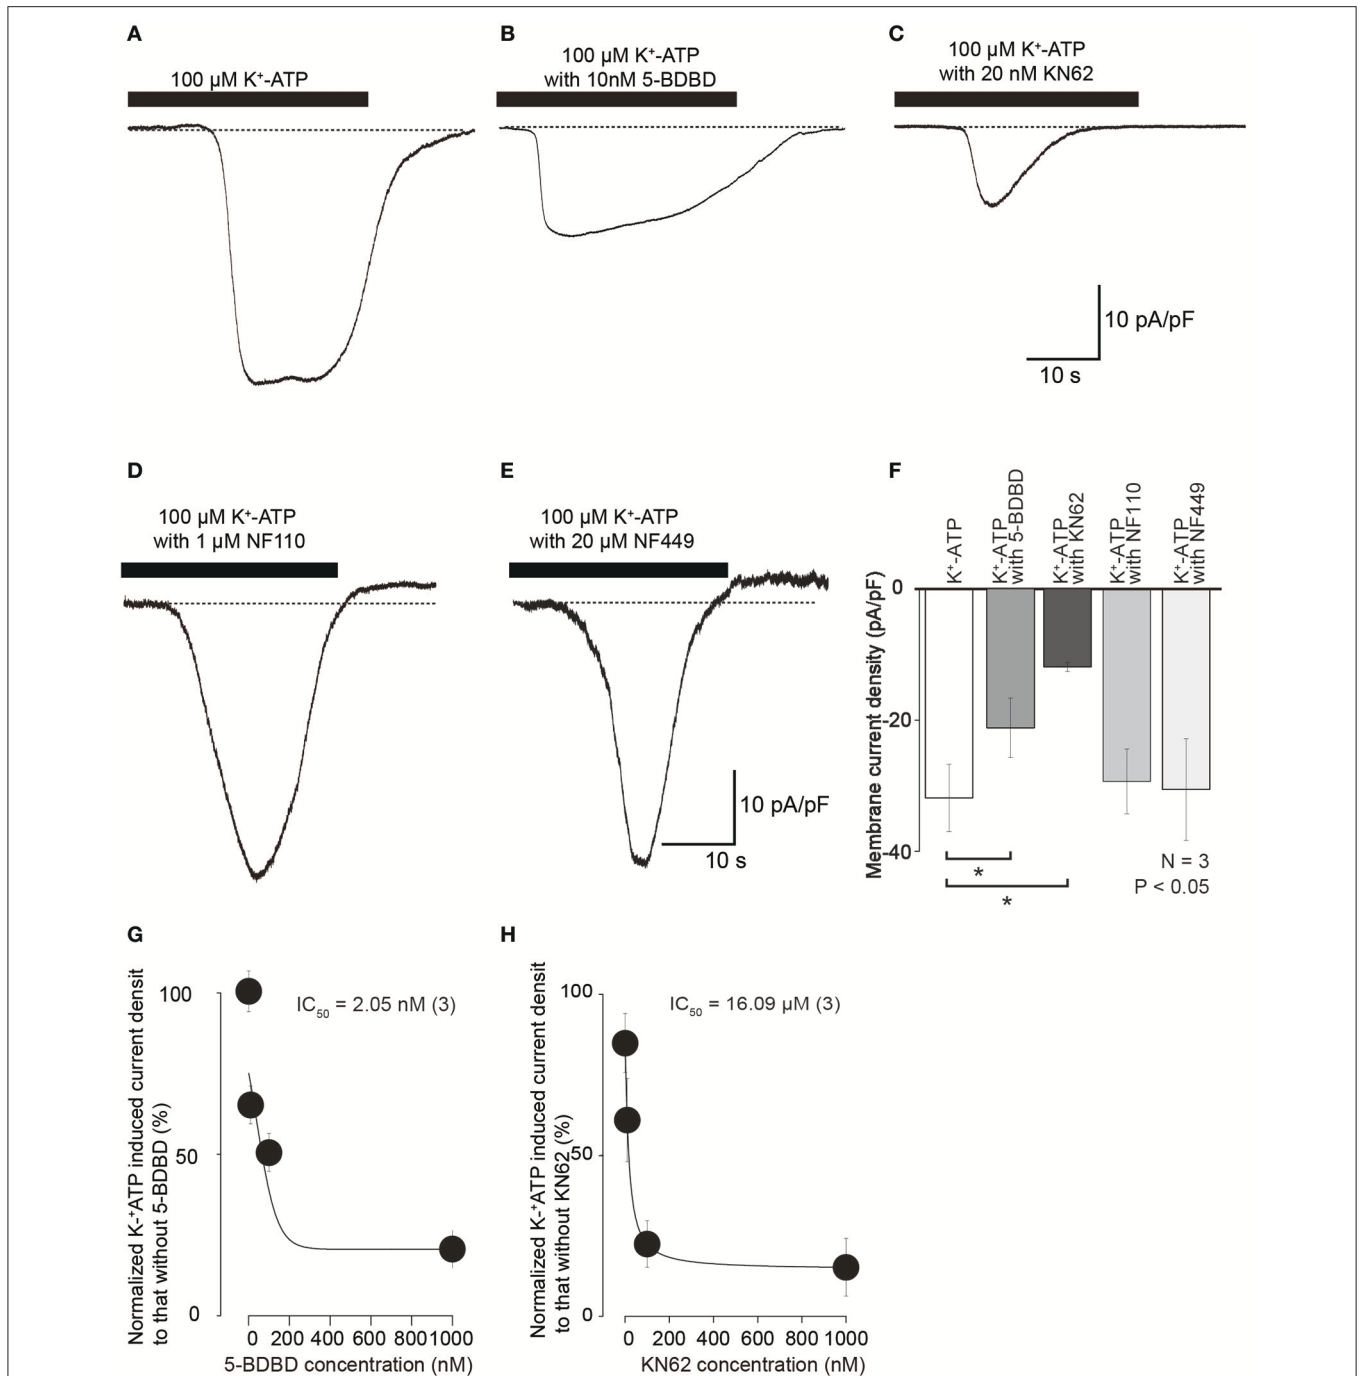 A
100 µM K⁺-ATP
B
100 µM K⁺-ATP
with 10nM 5-BDBD
C
100 µM K⁺-ATP
with 20 nM KN62
10 pA/pF
10 s
D
100 µM K⁺-ATP
with 1 µM NF110
E
100 µM K⁺-ATP
with 20 µM NF449
10 pA/pF
10 s
F
K⁺-ATP
K⁺-ATP
with 5-BDBD
K⁺-ATP
with KN62
K⁺-ATP
with NF110
K⁺-ATP
with NF449
Membrane current density (pA/pF)
0
-20
-40
*
*
N = 3
P < 0.05
G
Normalized K-⁺ATP induced current densit
to that without 5-BDBD (%)
100
50
0
IC₅₀ = 2.05 nM (3)
0 200 400 600 800 1000
5-BDBD concentration (nM)
H
Normalized K-⁺ATP induced current densit
to that without KN62 (%)
100
50
0
IC₅₀ = 16.09 µM (3)
0 200 400 600 800 1000
KN62 concentration (nM)